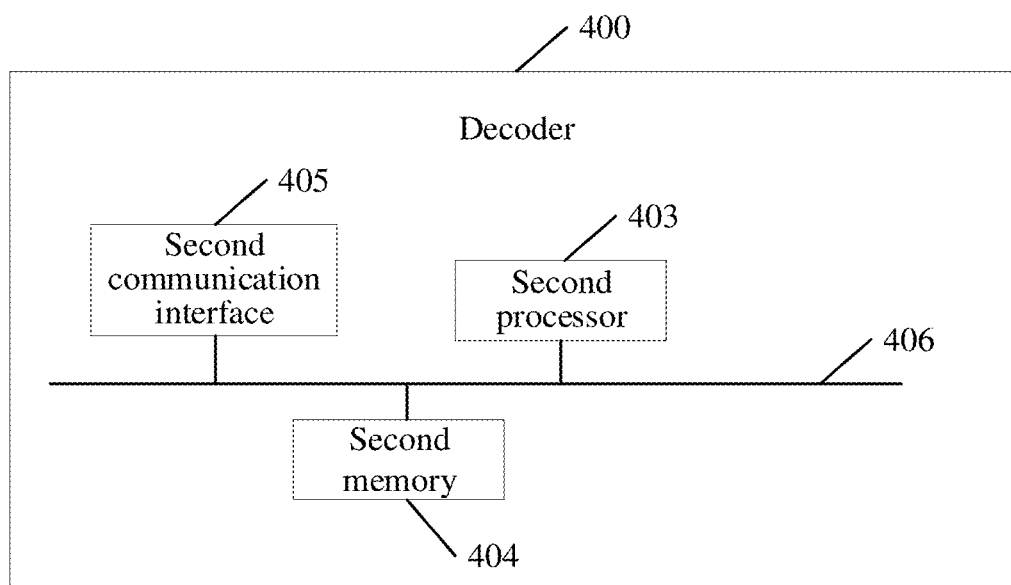 400
Decoder
405
Second
communication
interface
403
Second
processor
406
Second
memory
404